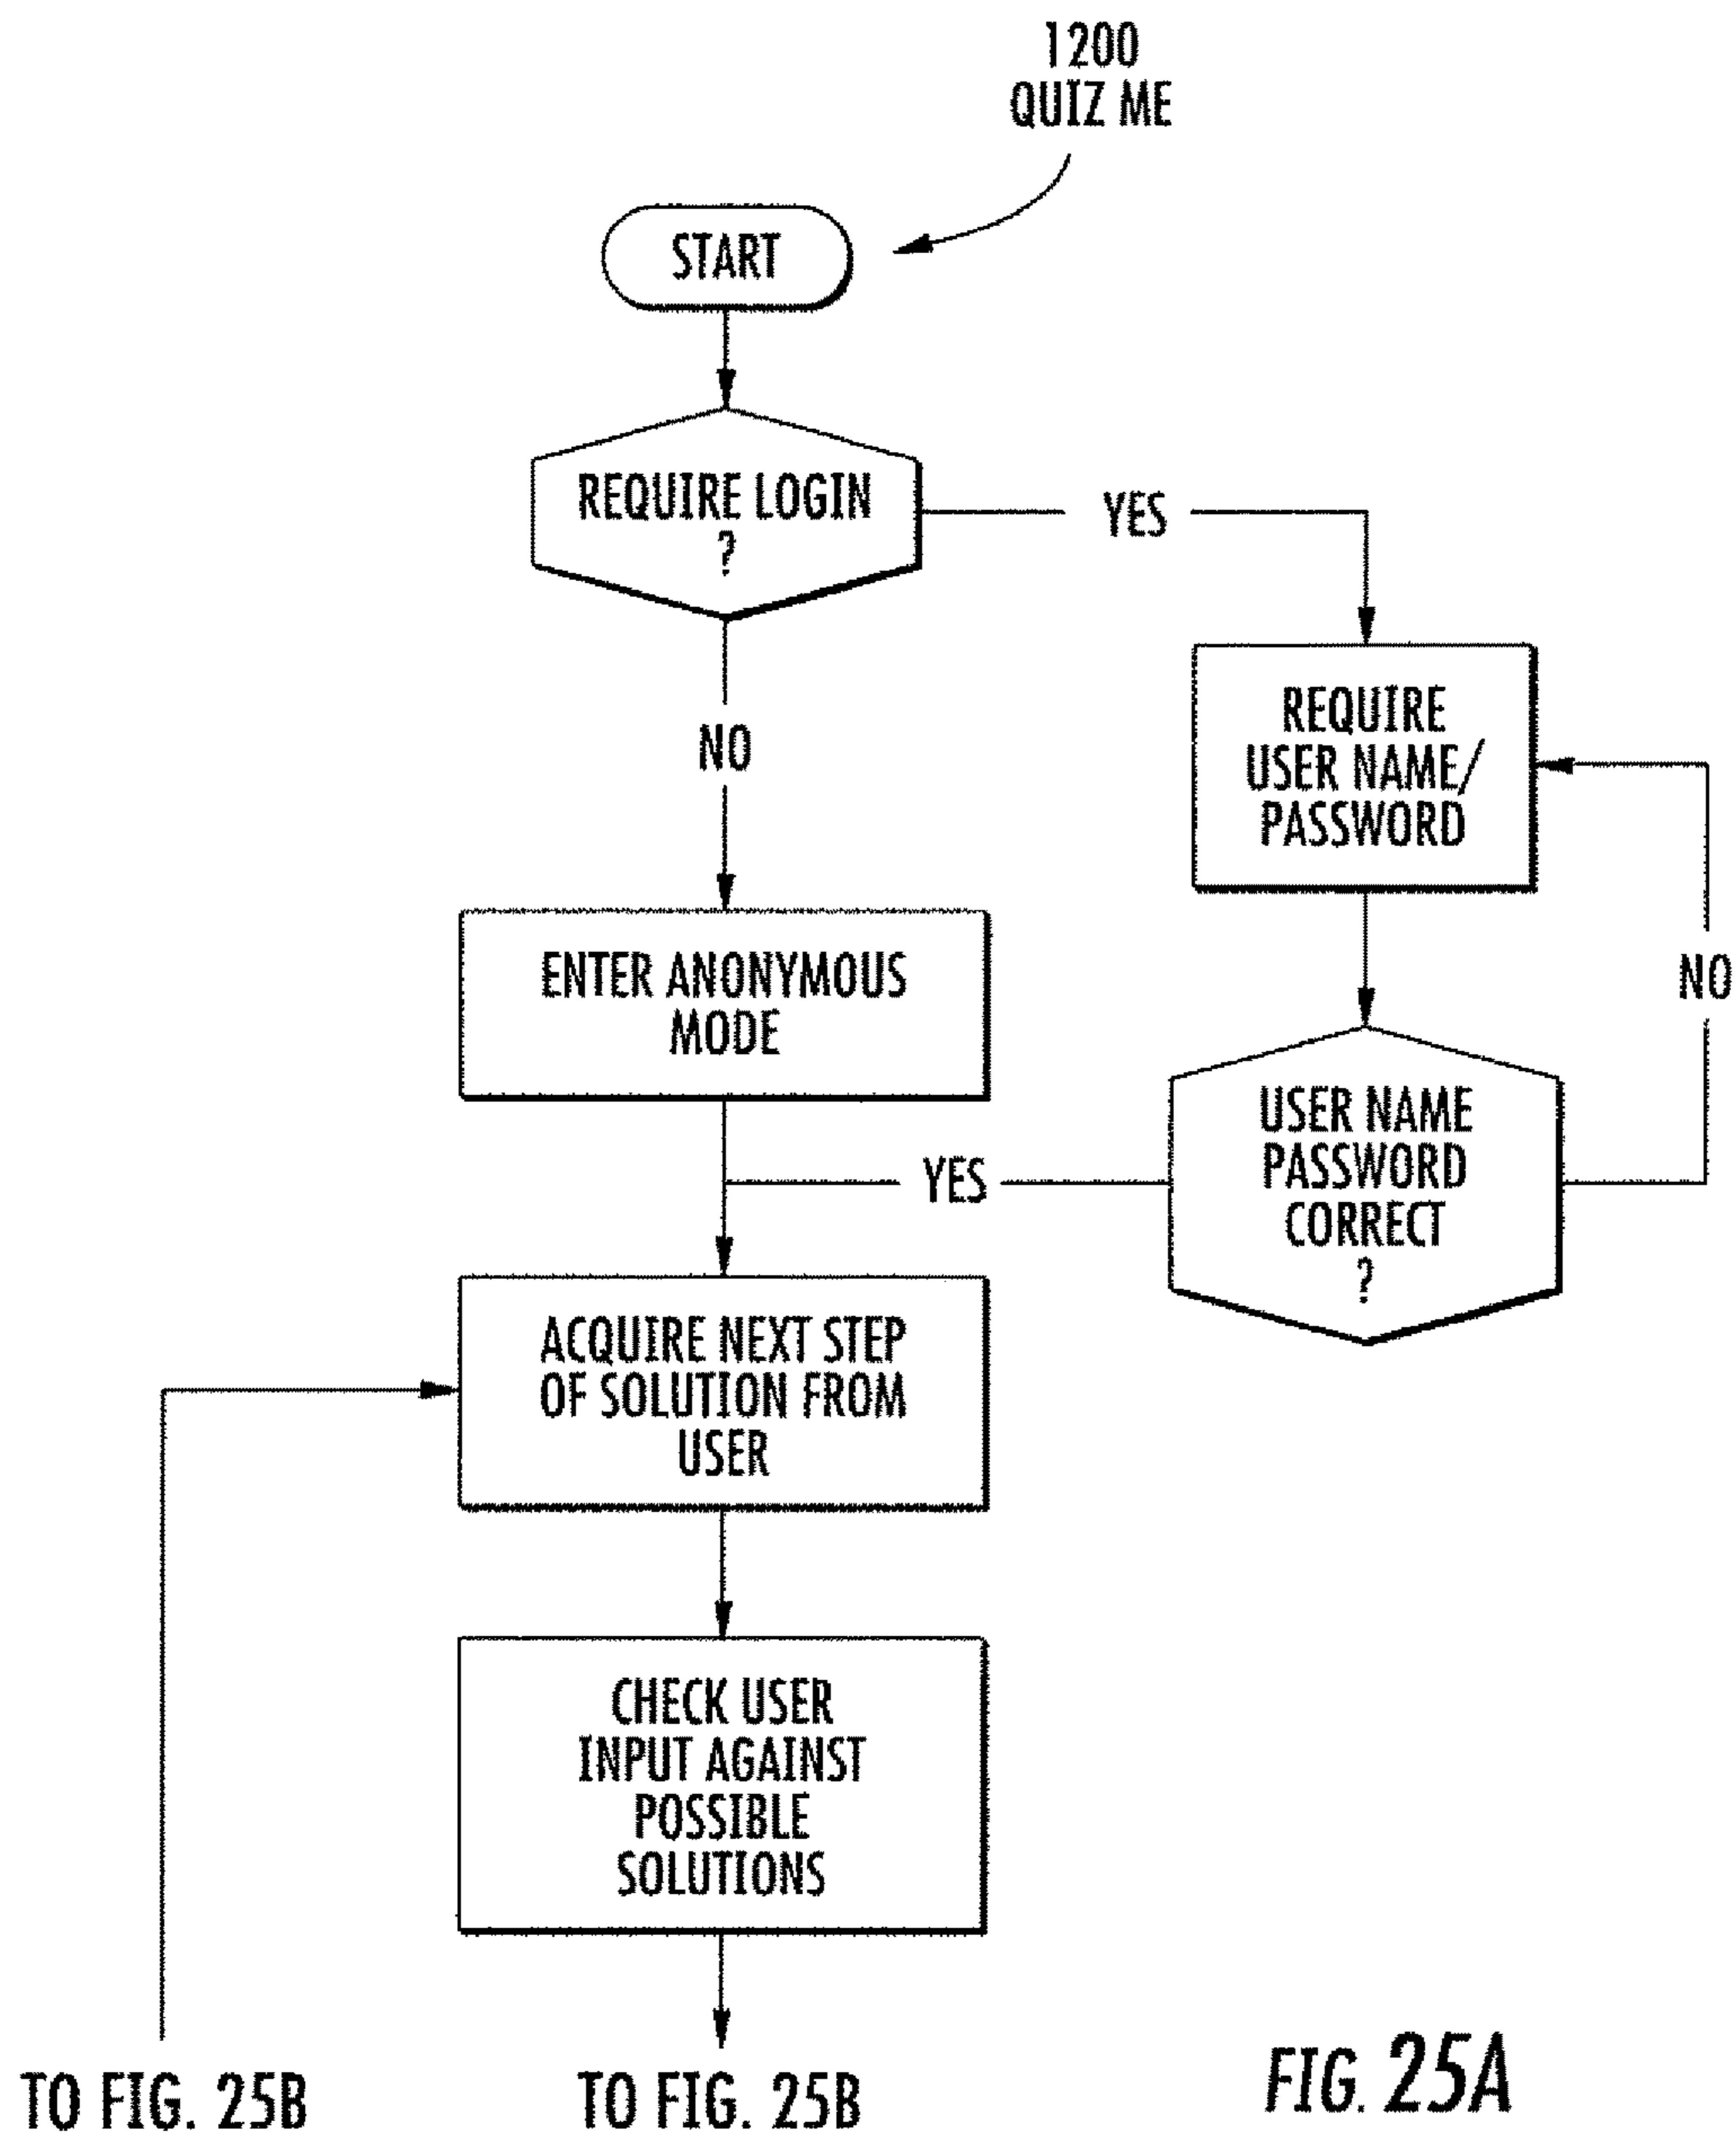 1200
QUIZ ME
START
REQUIRE LOGIN
?
YES
NO
REQUIRE
USER NAME/
PASSWORD
NO
ENTER ANONYMOUS
MODE
USER NAME
PASSWORD
CORRECT
?
YES
ACQUIRE NEXT STEP
OF SOLUTION FROM
USER
CHECK USER
INPUT AGAINST
POSSIBLE
SOLUTIONS
TO FIG. 25B
TO FIG. 25B
FIG. 25A